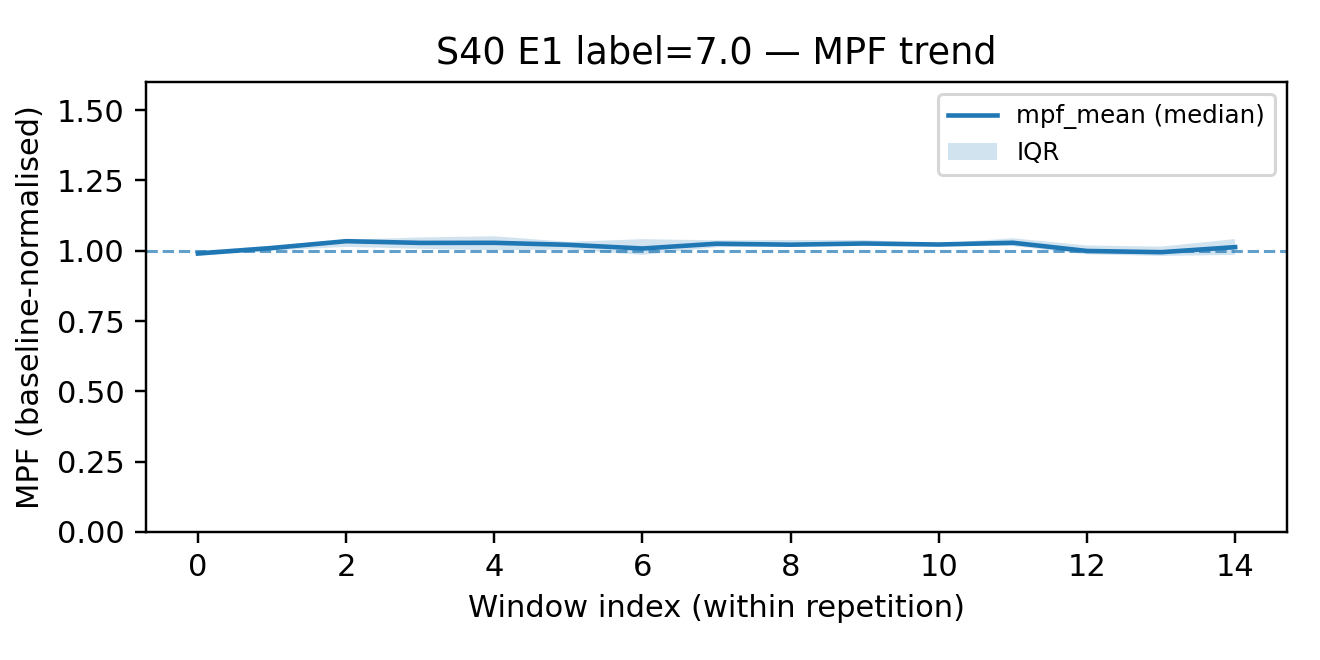 S40 E1 label=7.0 — MPF trend
mpf_mean (median)
IQR
MPF (baseline-normalised)
1.50
1.25
1.00
0.75
0.50
0.25
0.00
0 2 4 6 8 10 12 14
Window index (within repetition)